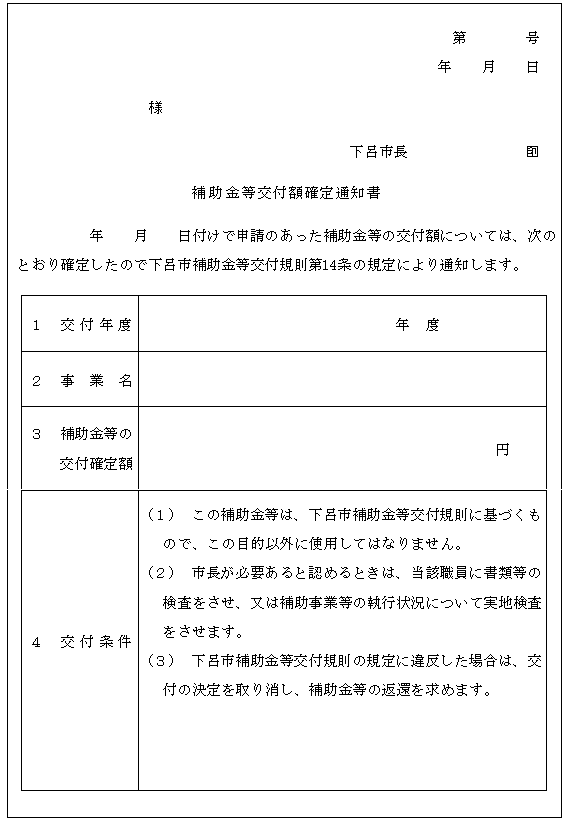 第　　　　号
年　　月　　日
様
下呂市長　　　　　　　　印
補助金等交付額確定通知書
年　　月　　日付けで申請のあった補助金等の交付額については、次の
とおり確定したので下呂市補助金等交付規則第14条の規定により通知します。
1　交付年度
年　度
2　事業名
3　補助金等の
交付確定額
円
4　交付条件
(1)　この補助金等は、下呂市補助金等交付規則に基づくも
ので、この目的以外に使用してはなりません。
(2)　市長が必要あると認めるときは、当該職員に書類等の
検査をさせ、又は補助事業等の執行状況について実地検査
をさせます。
(3)　下呂市補助金等交付規則の規定に違反した場合は、交
付の決定を取り消し、補助金等の返還を求めます。